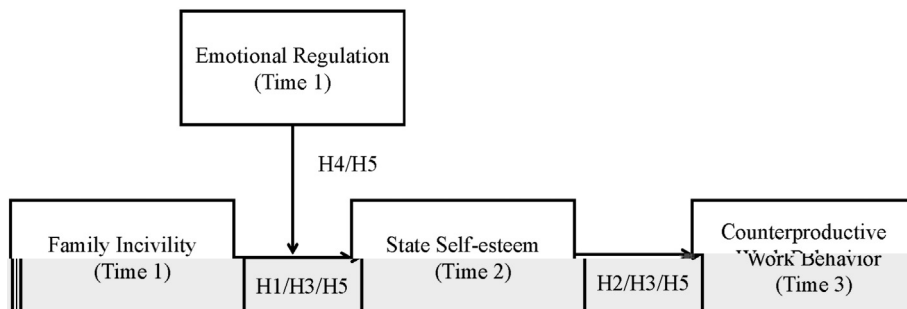 Emotional Regulation
(Time 1)
H4/H5
Family Incivility
(Time 1)
H1/H3/H5
State Self-esteem
(Time 2)
H2/H3/H5
Counterproductive
Work Behavior
(Time 3)